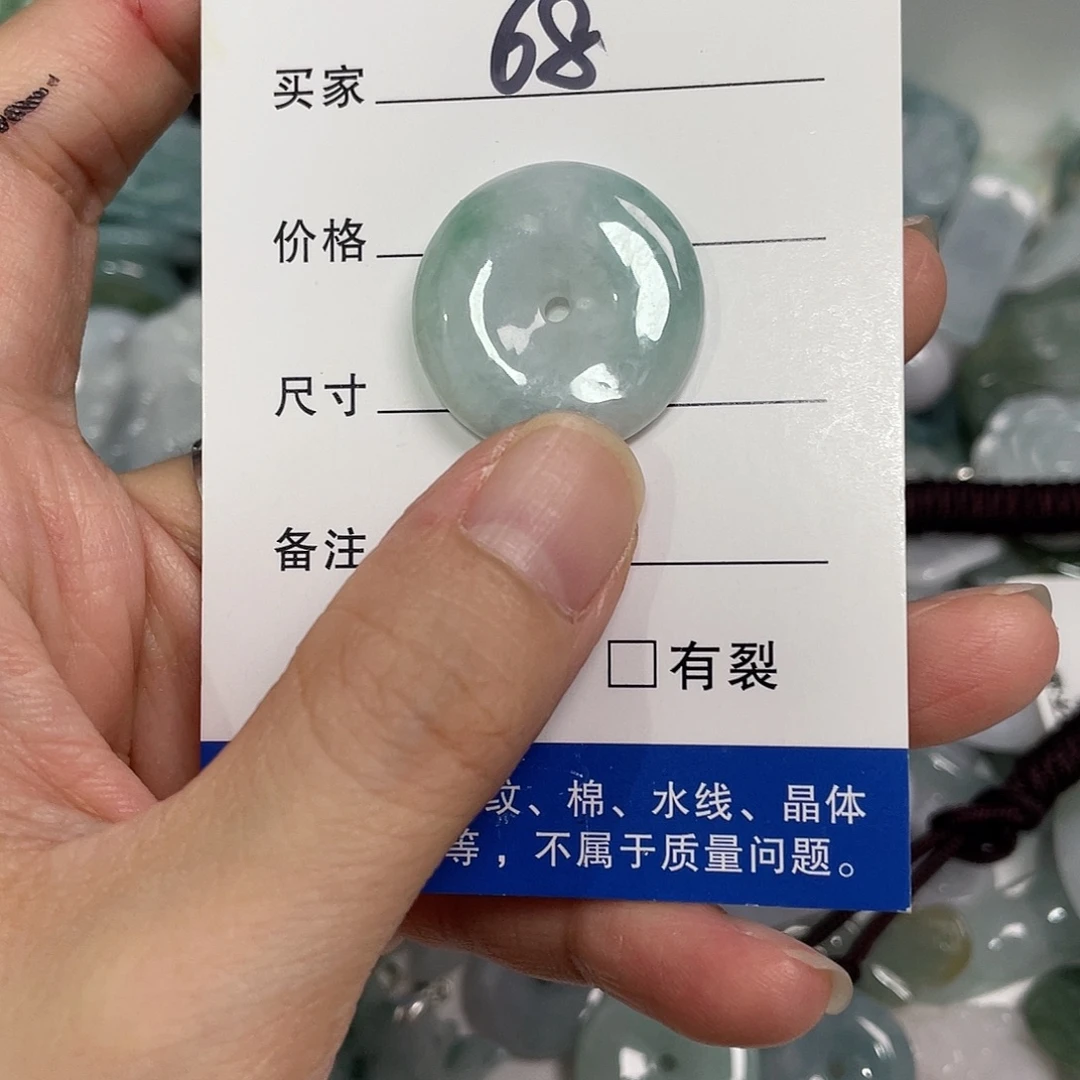 68
买家
价格
尺寸
备注
□有裂
纹、棉、水线、晶体
等，不属于质量问题。